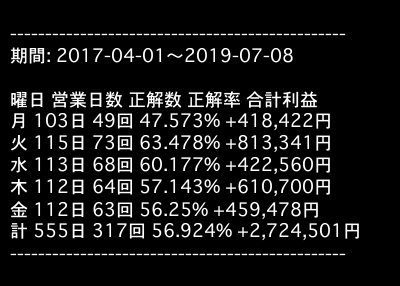 ------------------------------------------------
期間: 2017-04-01〜2019-07-08
曜日 営業日数 正解数 正解率 合計利益
月 103日 49回 47.573% +418,422円
火 115日 73回 63.478% +813,341円
水 113日 68回 60.177% +422,560円
木 112日 64回 57.143% +610,700円
金 112日 63回 56.25% +459,478円
計 555日 317回 56.924% +2,724,501円
------------------------------------------------